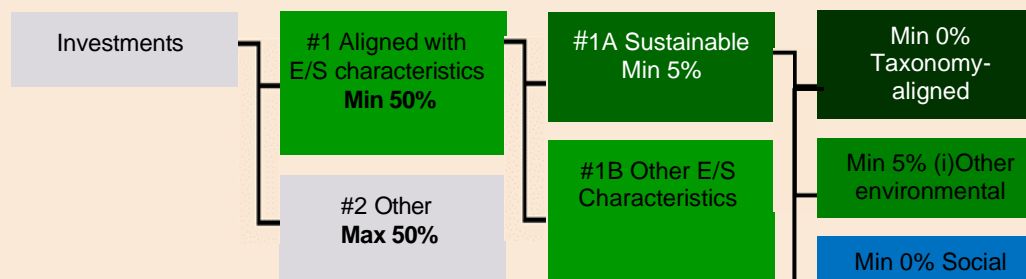 Investments
#1 Aligned with
E/S characteristics
Min 50%
#2 Other
Max 50%
#1A Sustainable
Min 5%
#1B Other E/S
Characteristics
Min 0%
Taxonomy-
aligned
Min 5% (i)Other
environmental
Min 0% Social